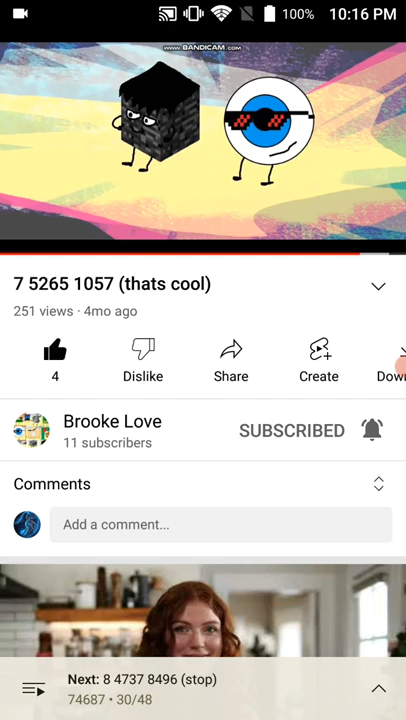 100% 10:16 PM
www.BANDICAM.com
7 5265 1057 (thats cool)
251 views · 4mo ago
4 Dislike Share Create Down
Brooke Love
11 subscribers
SUBSCRIBED
Comments
Add a comment...
Next: 8 4737 8496 (stop)
74687 • 30/48